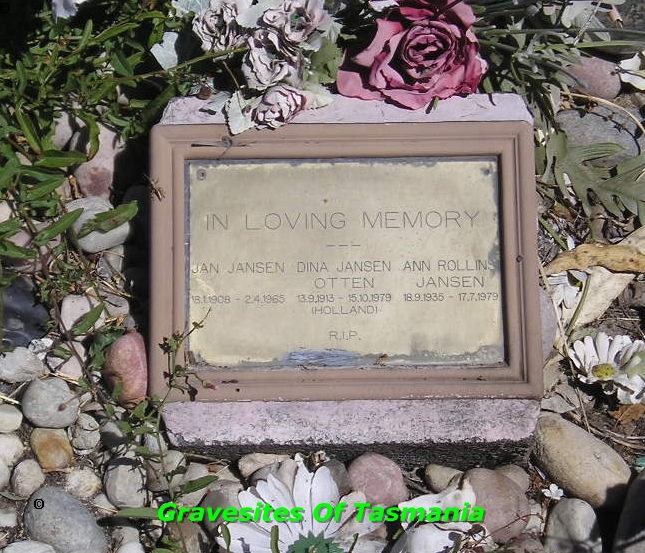 IN LOVING MEMORY
---
JAN JANSEN DINA JANSEN ANN ROLLINS
OTTEN JANSEN
18.1.1908 - 2.4.1965 13.9.1913 - 15.10.1979 18.9.1935 - 17.7.1979
(HOLLAND)
R.I.P.
©
Gravesites Of Tasmania